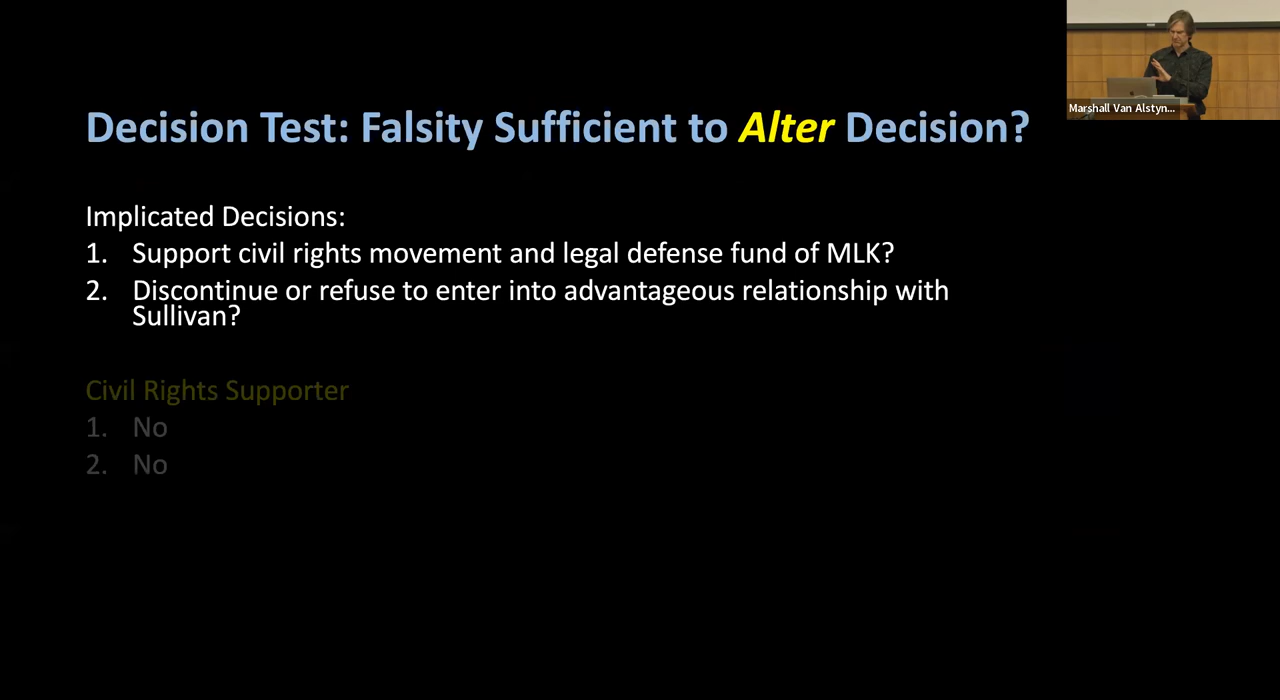 Marshall Van Alstyn...
Decision Test: Falsity Sufficient to Alter Decision?
Implicated Decisions:
1. Support civil rights movement and legal defense fund of MLK?
2. Discontinue or refuse to enter into advantageous relationship with
Sullivan?
Civil Rights Supporter
1. No
2. No